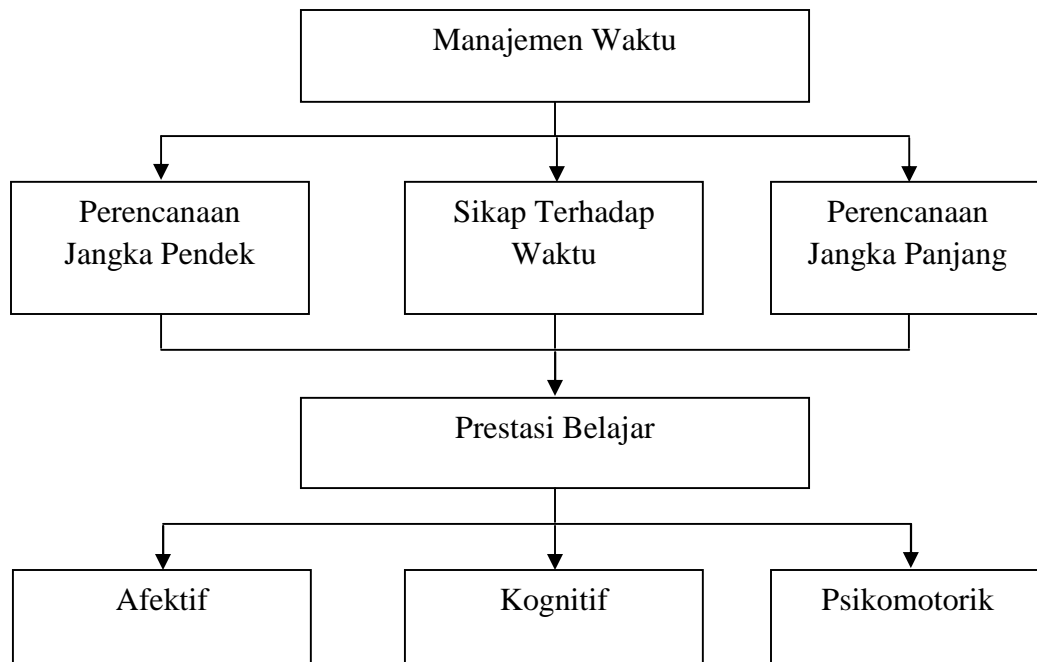 Manajemen Waktu
Perencanaan
Jangka Pendek
Sikap Terhadap
Waktu
Perencanaan
Jangka Panjang
Prestasi Belajar
Afektif
Kognitif
Psikomotorik